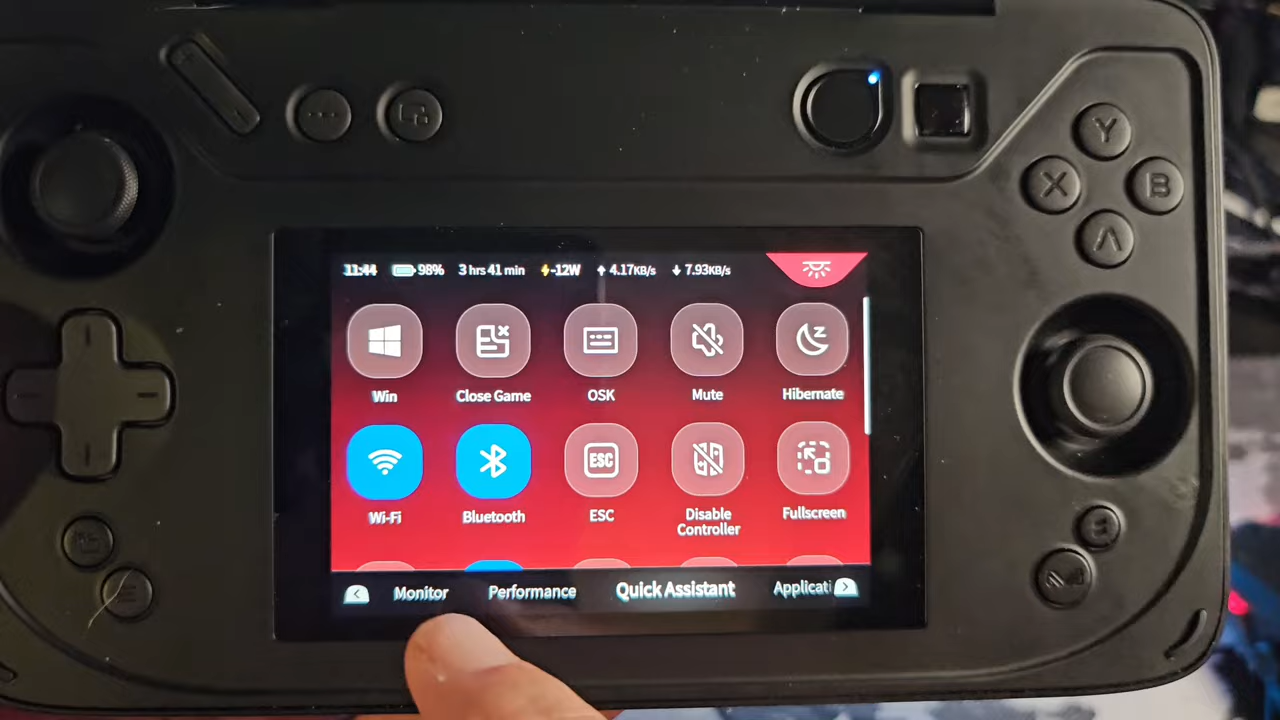 Y
X
B
A
11:44 98% 3 hrs 41 min -12W 4.17KB/s 7.93KB/s
Win Close Game OSK Mute Hibernate
ESC
Wi-Fi Bluetooth ESC Disable Controller Fullscreen
Monitor Performance Quick Assistant Applicati